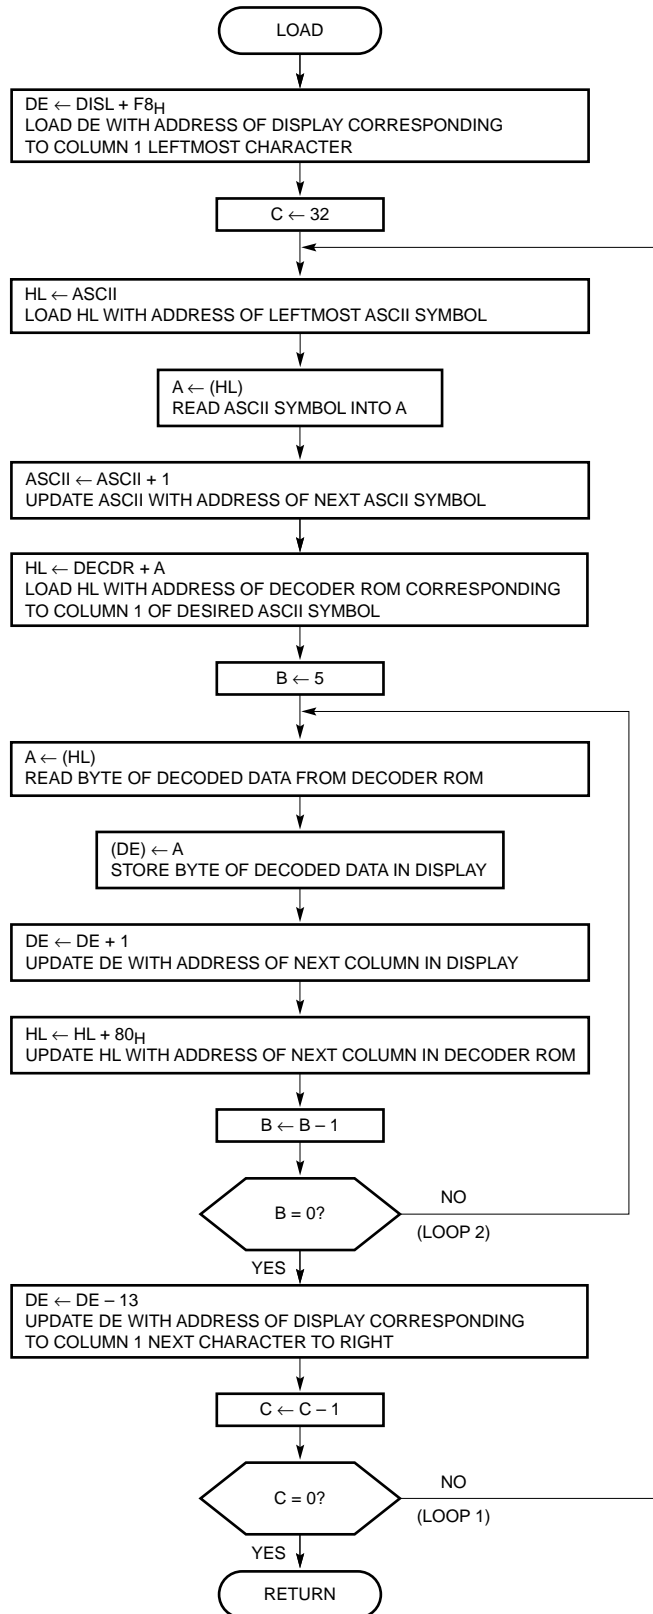 LOAD
DE ← DISL + F8H
LOAD DE WITH ADDRESS OF DISPLAY CORRESPONDING
TO COLUMN 1 LEFTMOST CHARACTER
C ← 32
HL ← ASCII
LOAD HL WITH ADDRESS OF LEFTMOST ASCII SYMBOL
A ← (HL)
READ ASCII SYMBOL INTO A
ASCII ← ASCII + 1
UPDATE ASCII WITH ADDRESS OF NEXT ASCII SYMBOL
HL ← DECDR + A
LOAD HL WITH ADDRESS OF DECODER ROM CORRESPONDING
TO COLUMN 1 OF DESIRED ASCII SYMBOL
B ← 5
A ← (HL)
READ BYTE OF DECODED DATA FROM DECODER ROM
(DE) ← A
STORE BYTE OF DECODED DATA IN DISPLAY
DE ← DE + 1
UPDATE DE WITH ADDRESS OF NEXT COLUMN IN DISPLAY
HL ← HL + 80H
UPDATE HL WITH ADDRESS OF NEXT COLUMN IN DECODER ROM
B ← B – 1
B = 0?
NO
(LOOP 2)
YES
DE ← DE – 13
UPDATE DE WITH ADDRESS OF DISPLAY CORRESPONDING
TO COLUMN 1 NEXT CHARACTER TO RIGHT
C ← C – 1
C = 0?
NO
(LOOP 1)
YES
RETURN